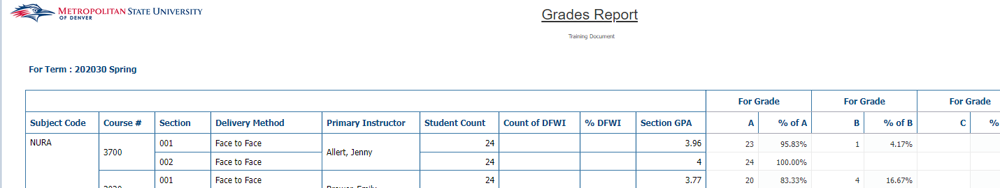 METROPOLITAN STATE UNIVERSITY
OF DENVER
Grades Report
Training Document
For Term : 202030 Spring
For Grade For Grade For Grade
Subject Code Course # Section Delivery Method Primary Instructor Student Count Count of DFWI % DFWI Section GPA A % of A B % of B C %
NURA 3700 001 Face to Face Allert, Jenny 24 3.96 23 95.83% 1 4.17%
002 Face to Face 24 4 24 100.00%
001 Face to Face 24 3.77 20 83.33% 4 16.67%